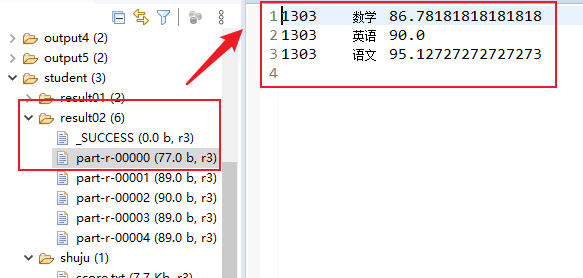 output4 (2)
output5 (2)
student (3)
result01 (2)
result02 (6)
_SUCCESS (0.0 b, r3)
part-r-00000 (77.0 b, r3)
part-r-00001 (89.0 b, r3)
part-r-00002 (90.0 b, r3)
part-r-00003 (89.0 b, r3)
part-r-00004 (89.0 b, r3)
shuju (1)
score.txt (7.7 Kb, r3)
1 1303 数学 86.78181818181818
2 1303 英语 90.0
3 1303 语文 95.12727272727273
4